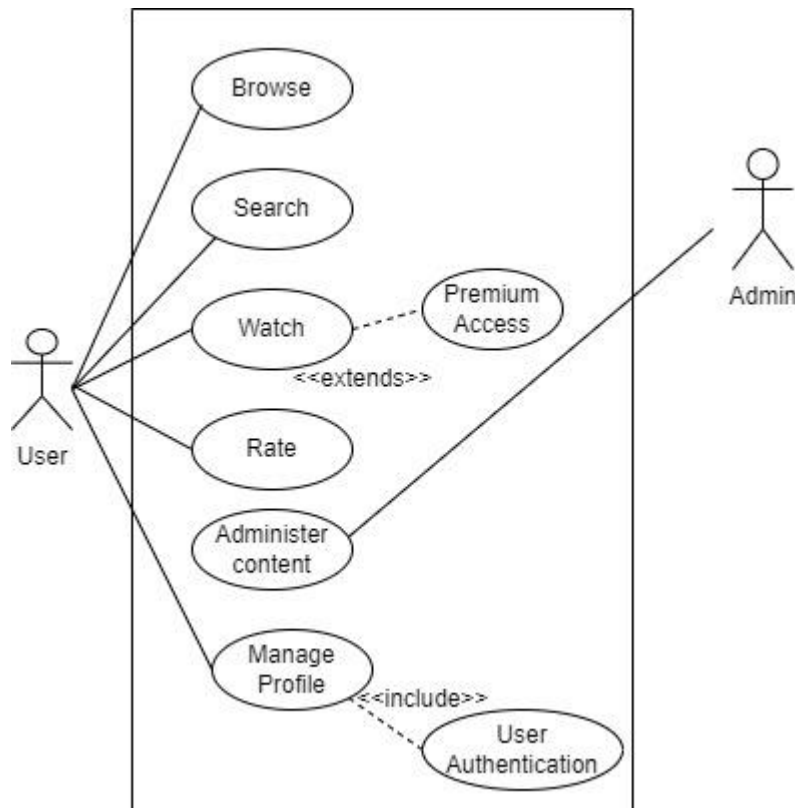 Browse
Search
Premium
Access
Admin
Watch
<<extends>>
User
Rate
Administer
content
Manage
Profile
<<include>>
User
Authentication